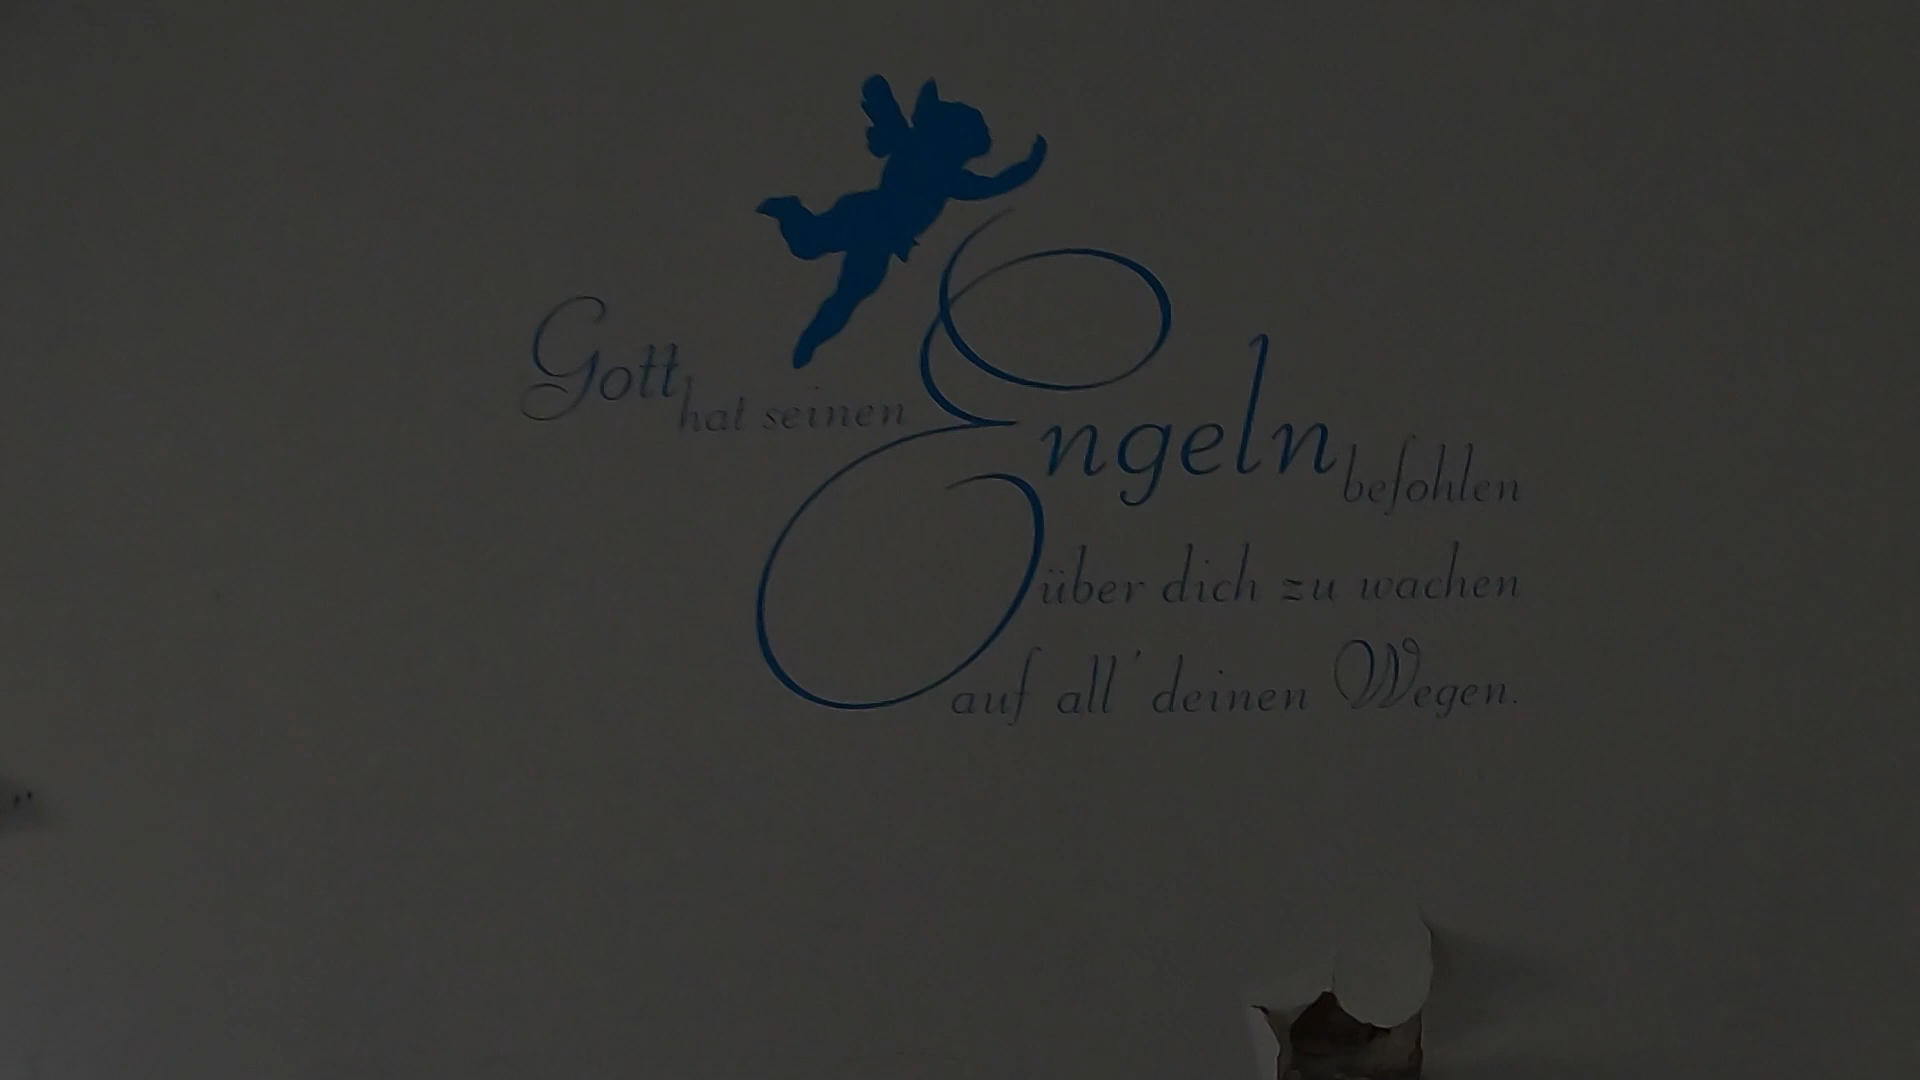 Gott hat seinen Engeln befohlen
über dich zu wachen
auf all' deinen Wegen.